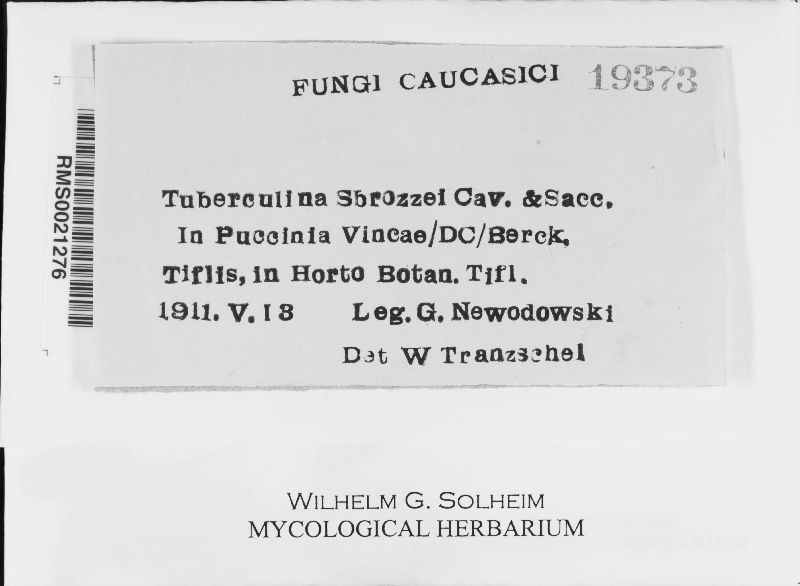 FUNGI CAUCASICI 19373
Tuberculina Sbrozzei Cav. & Sacc.
In Puccinia Vincae/DC/Berck.
Tiflis, in Horto Botan. Tifl.
1911. V. I3 Leg. G. Newodowski
Det W Tranzschel
RMS0021276
WILHELM G. SOLHEIM
MYCOLOGICAL HERBARIUM